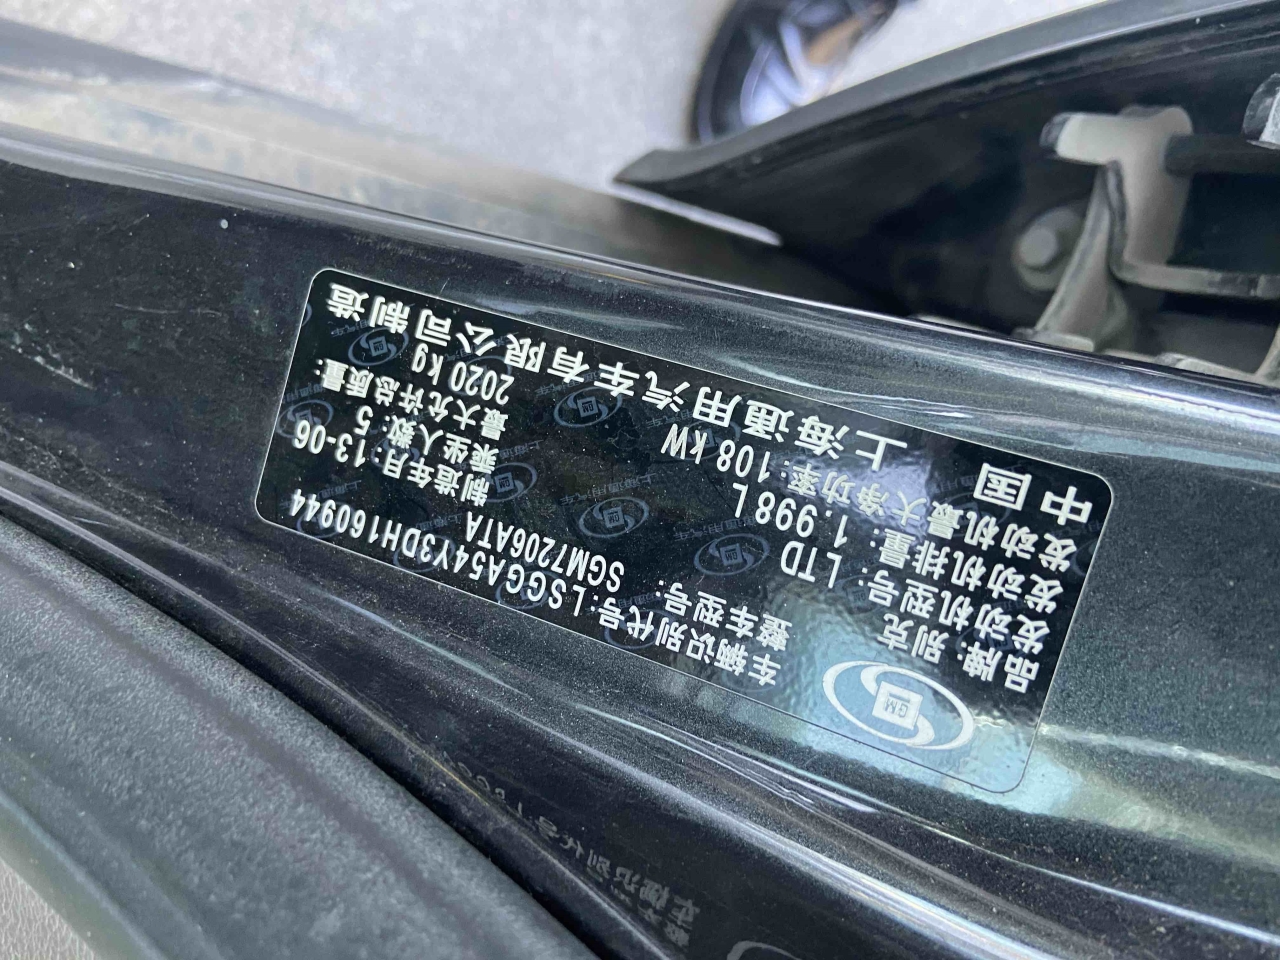 GM
车辆识别代号:LSGGA54Y3DH160944
品牌: 别克
整车型号: SGM7206ATA
发动机型号: LTD
制造年月:13-06
发动机排量: 1.998L
乘坐人数: 5
发动机最大净功率:108 kW
最大允许总质量: 2020 kg
中国
上海通用汽车有限公司制造